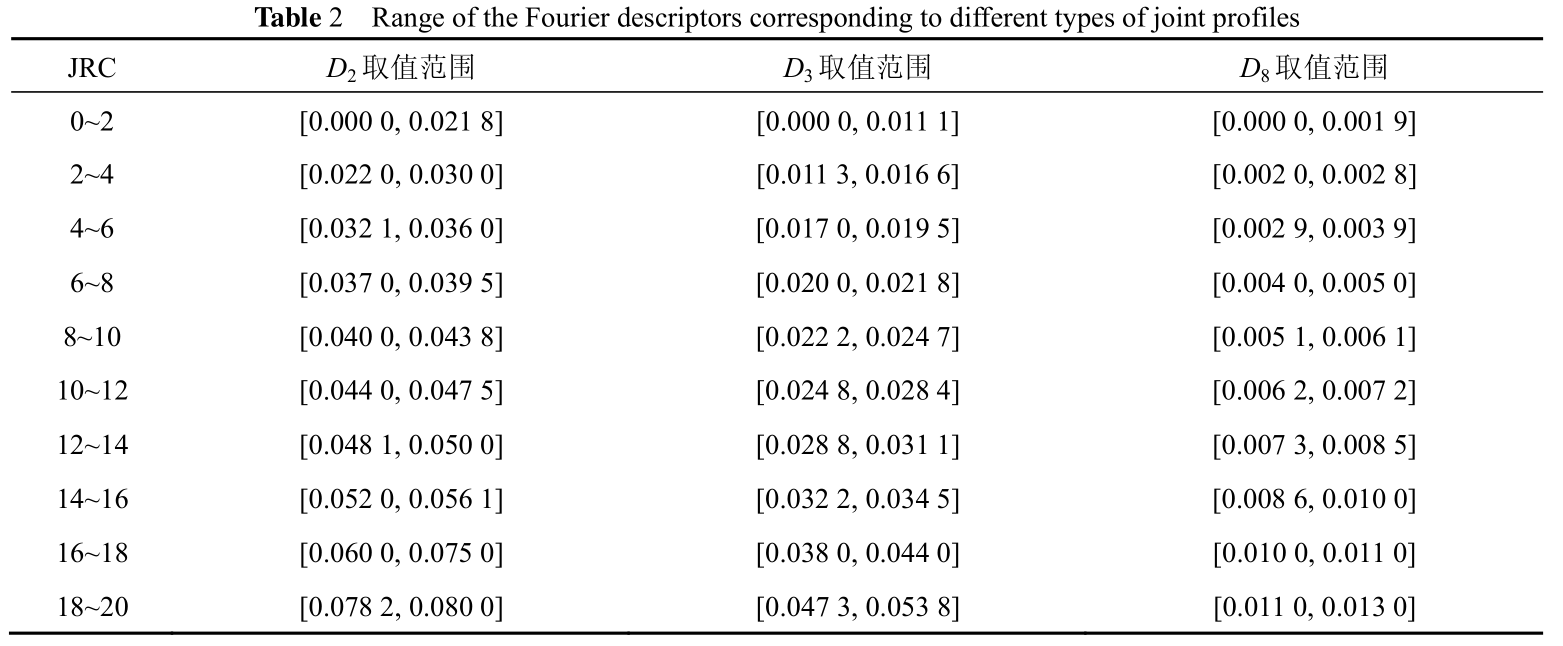 Table 2 Range of the Fourier descriptors corresponding to different types of joint profiles
JRC D2取值范围 D3取值范围 D8取值范围
0~2 [0.000 0, 0.021 8] [0.000 0, 0.011 1] [0.000 0, 0.001 9]
2~4 [0.022 0, 0.030 0] [0.011 3, 0.016 6] [0.002 0, 0.002 8]
4~6 [0.032 1, 0.036 0] [0.017 0, 0.019 5] [0.002 9, 0.003 9]
6~8 [0.037 0, 0.039 5] [0.020 0, 0.021 8] [0.004 0, 0.005 0]
8~10 [0.040 0, 0.043 8] [0.022 2, 0.024 7] [0.005 1, 0.006 1]
10~12 [0.044 0, 0.047 5] [0.024 8, 0.028 4] [0.006 2, 0.007 2]
12~14 [0.048 1, 0.050 0] [0.028 8, 0.031 1] [0.007 3, 0.008 5]
14~16 [0.052 0, 0.056 1] [0.032 2, 0.034 5] [0.008 6, 0.010 0]
16~18 [0.060 0, 0.075 0] [0.038 0, 0.044 0] [0.010 0, 0.011 0]
18~20 [0.078 2, 0.080 0] [0.047 3, 0.053 8] [0.011 0, 0.013 0]